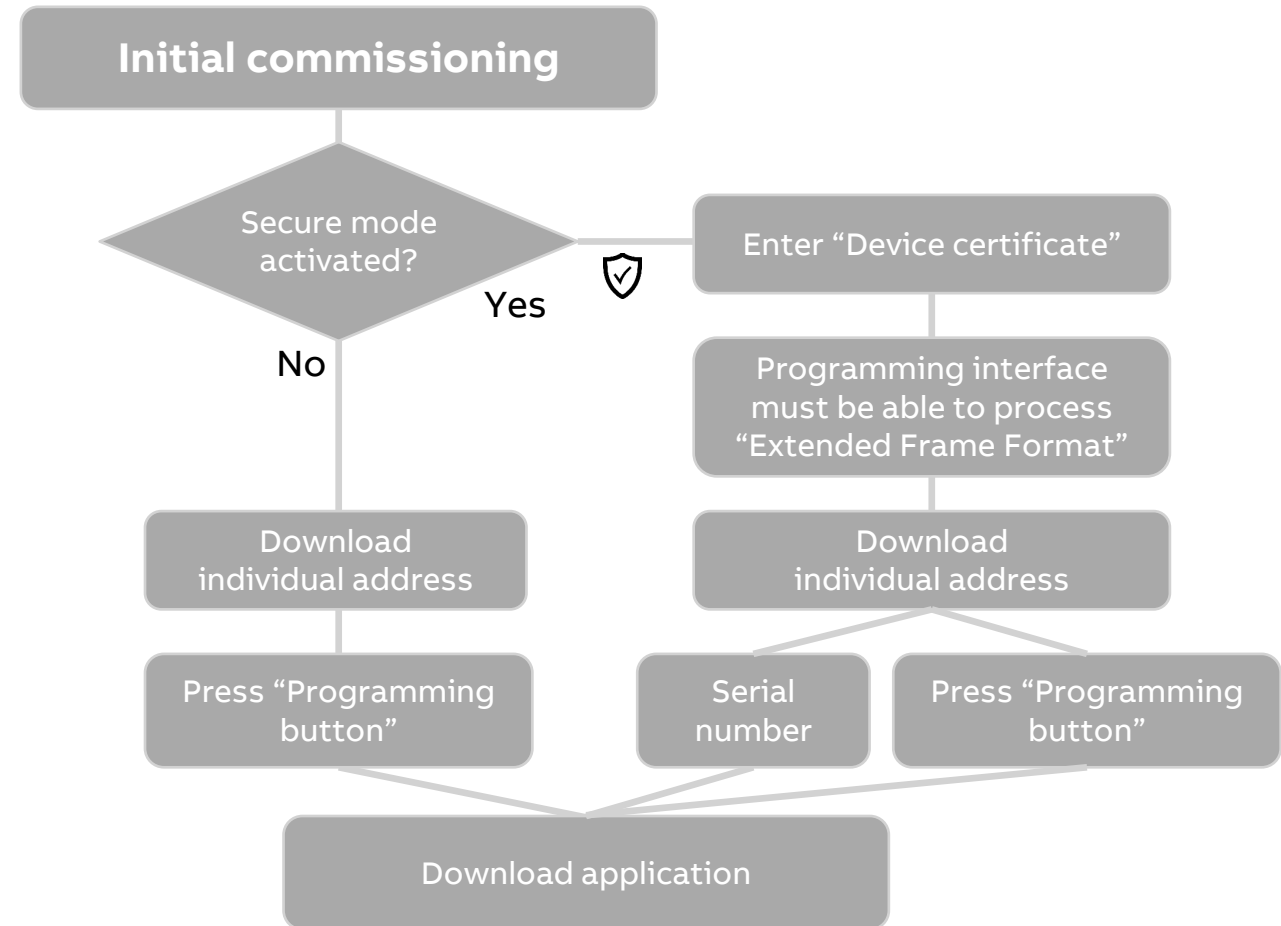 Initial commissioning
Secure mode
activated?
Yes
No
Enter “Device certificate”
Programming interface
must be able to process
“Extended Frame Format”
Download
individual address
Download
individual address
Press “Programming
button”
Serial
number
Press “Programming
button”
Download application